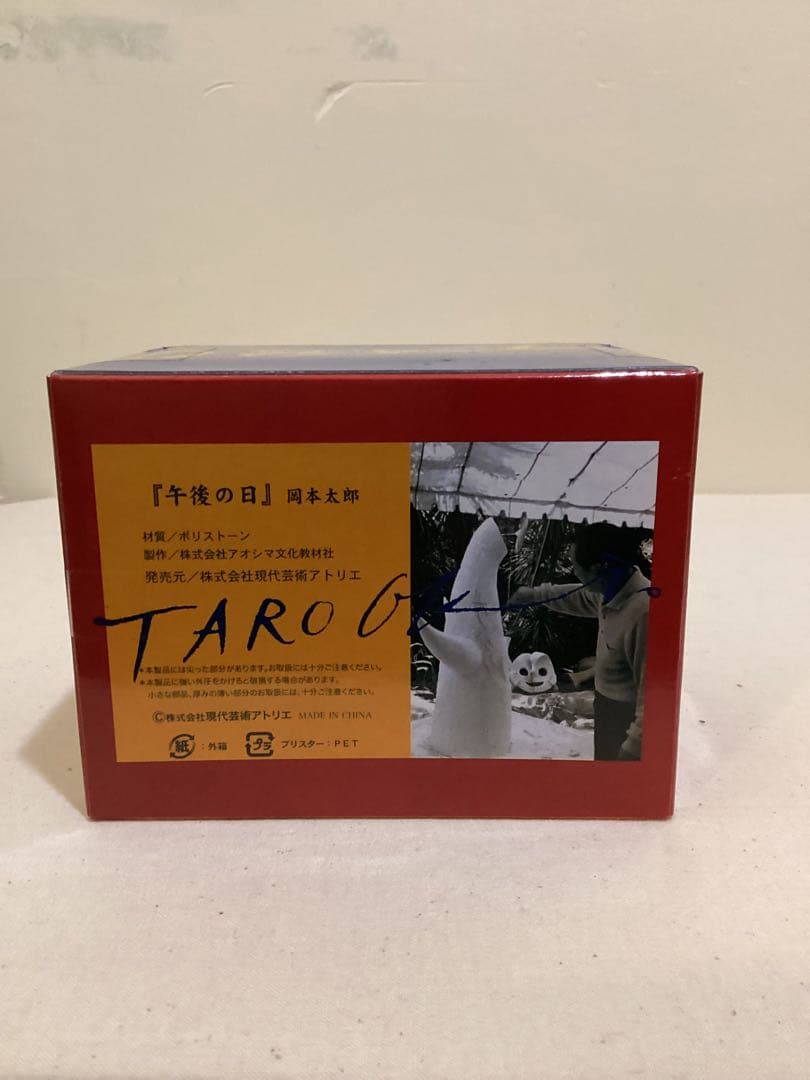 『午後の日』 岡本太郎
材質／ポリストーン
製作／株式会社アオシマ文化教材社
発売元／株式会社現代芸術アトリエ
TARO
＊本製品には尖った部分があります。お取扱には十分ご注意ください。
＊本製品に強い外圧をかけると破損する場合があります。
小さな部品、厚みの薄い部分のお取扱には、十分ご注意ください。
©株式会社現代芸術アトリエ MADE IN CHINA
紙：外箱 プラ ブリスター：PET